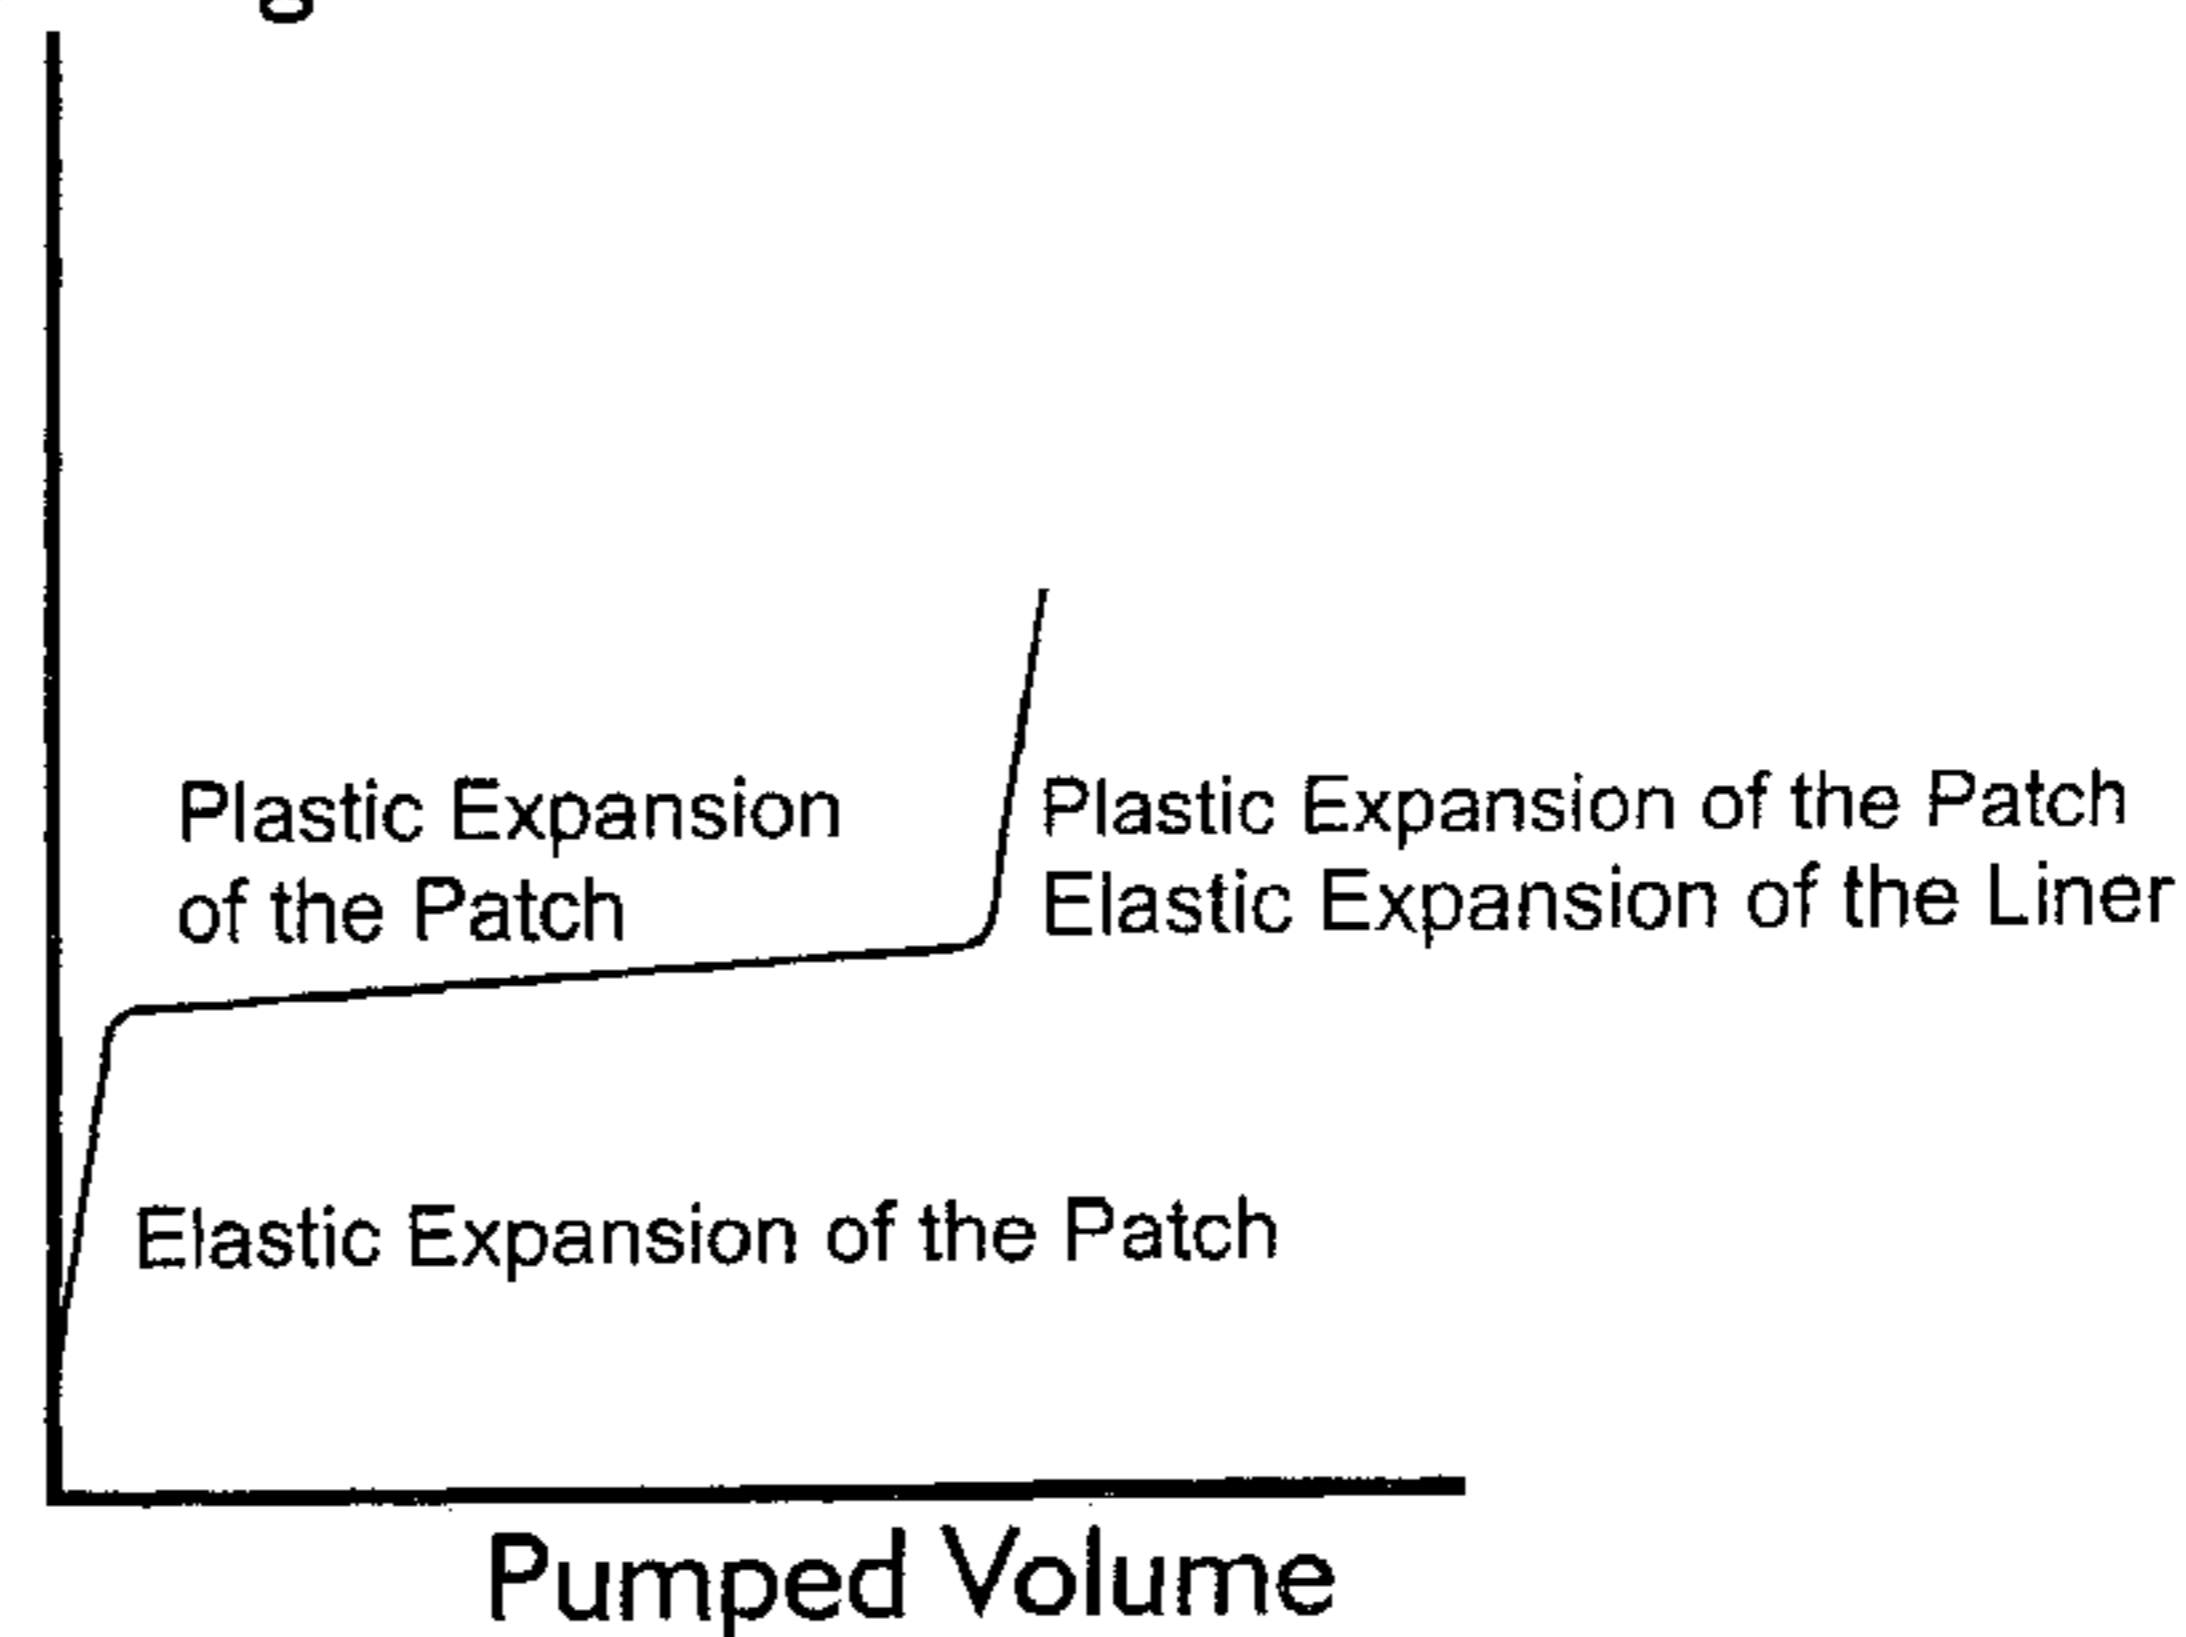 Plastic Expansion
of the Patch
Plastic Expansion of the Patch
Elastic Expansion of the Liner
Elastic Expansion of the Patch
Pumped Volume